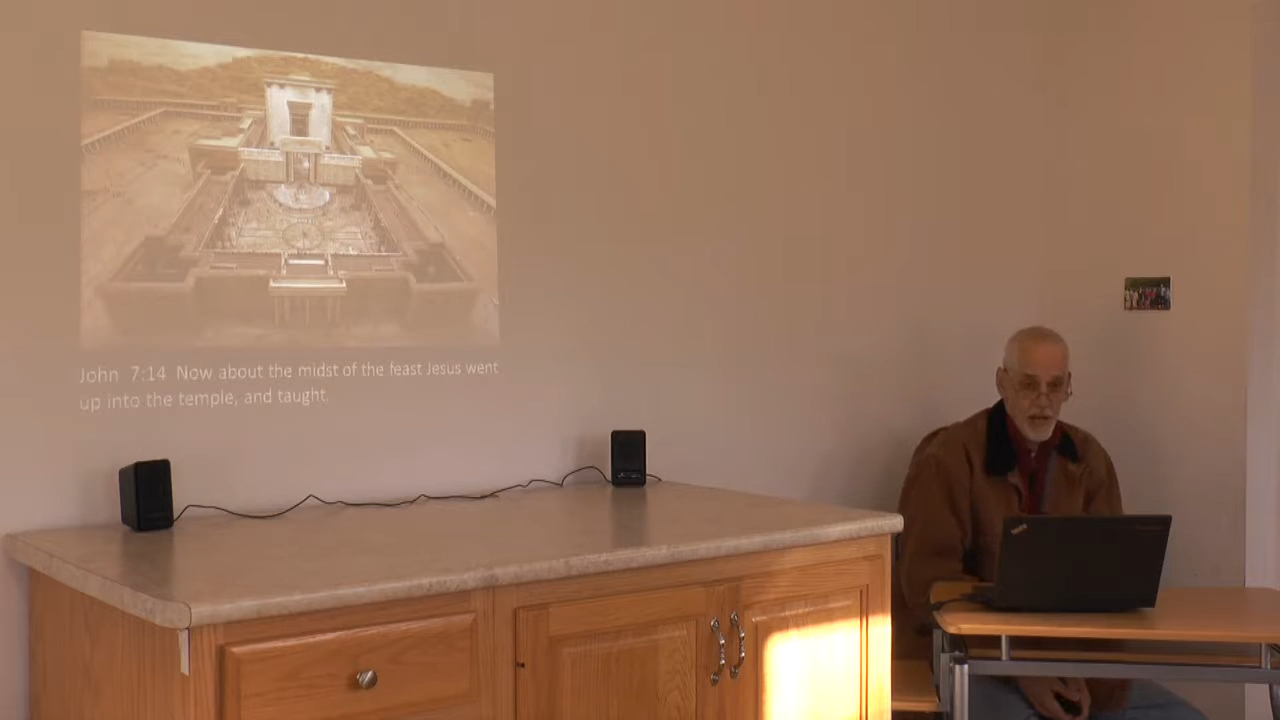 John 7:14 Now about the midst of the feast Jesus went
up into the temple, and taught.